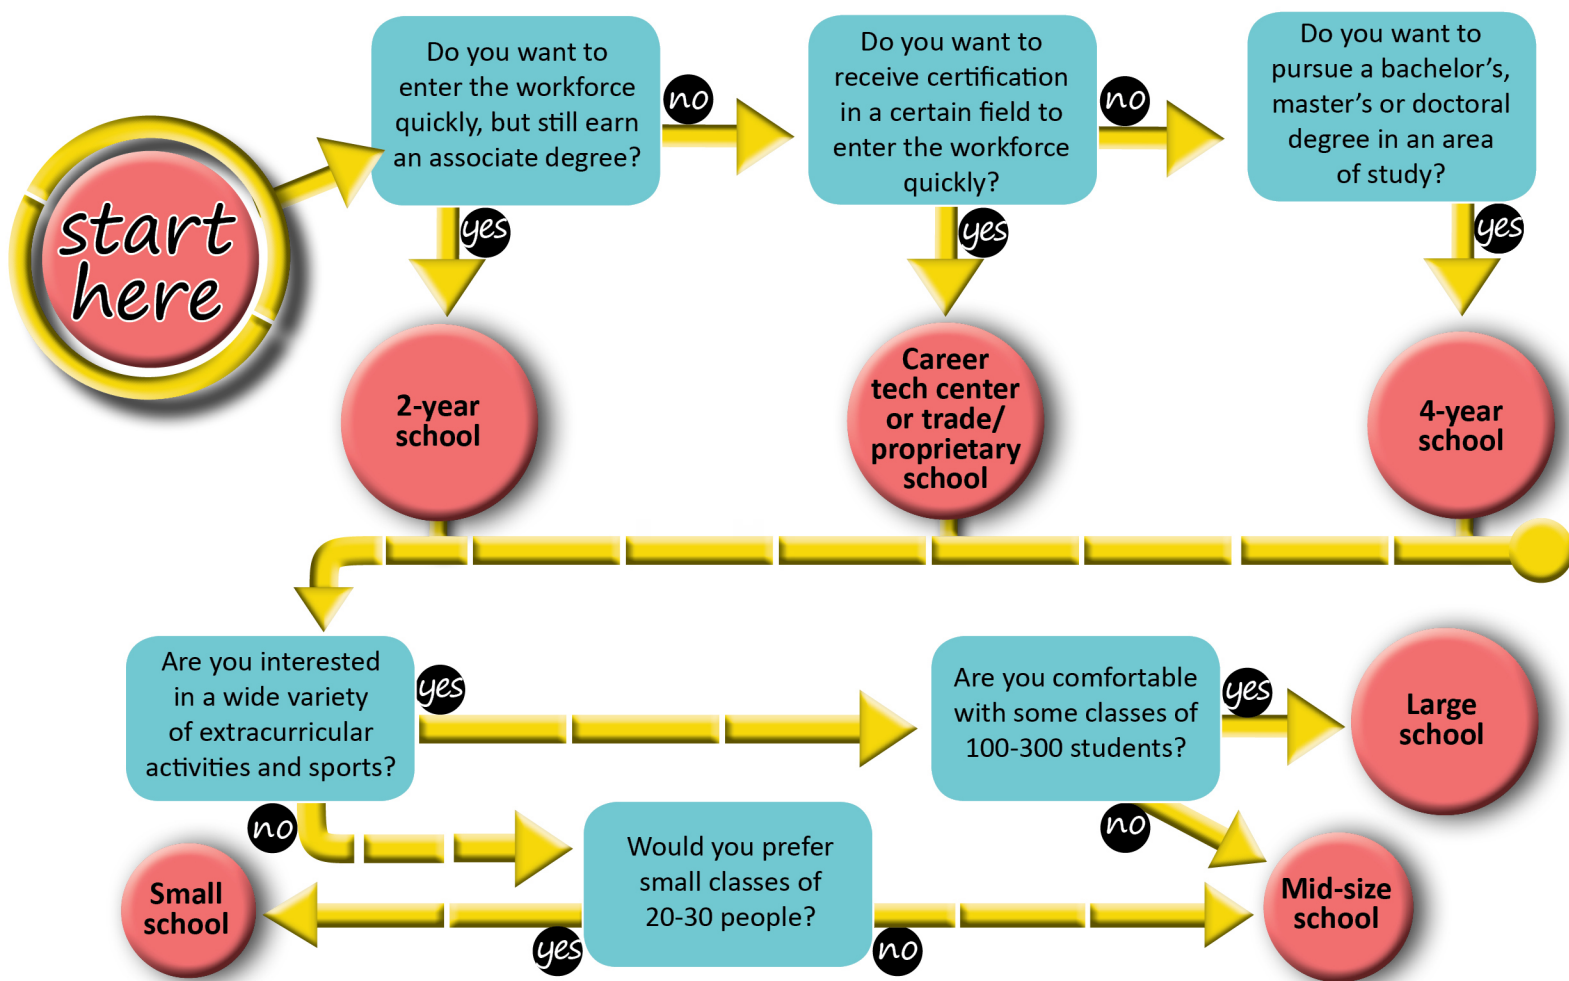 start
here
Do you want to
enter the workforce
quickly, but still earn
an associate degree?
no
yes
Do you want to
receive certification
in a certain field to
enter the workforce
quickly?
no
yes
Do you want to
pursue a bachelor’s,
master’s or doctoral
degree in an area
of study?
yes
2-year
school
Career
tech center
or trade/
proprietary
school
4-year
school
Are you interested
in a wide variety
of extracurricular
activities and sports?
yes
no
Are you comfortable
with some classes of
100-300 students?
yes
no
Large
school
Would you prefer
small classes of
20-30 people?
yes
no
Small
school
Mid-size
school